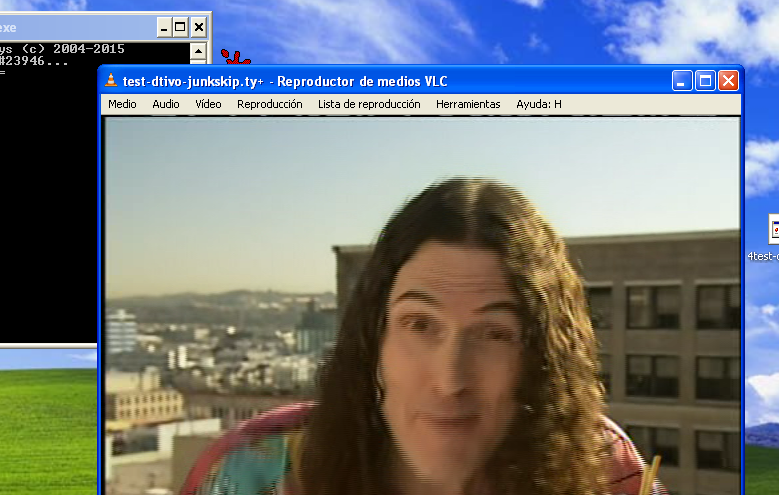 exe
ys (c) 2004-2015
#23946...
=
test-dtivo-junkskip.ty+ - Reproductor de medios VLC
Medio Audio Vídeo Reproducción Lista de reproducción Herramientas Ayuda: H
4test-